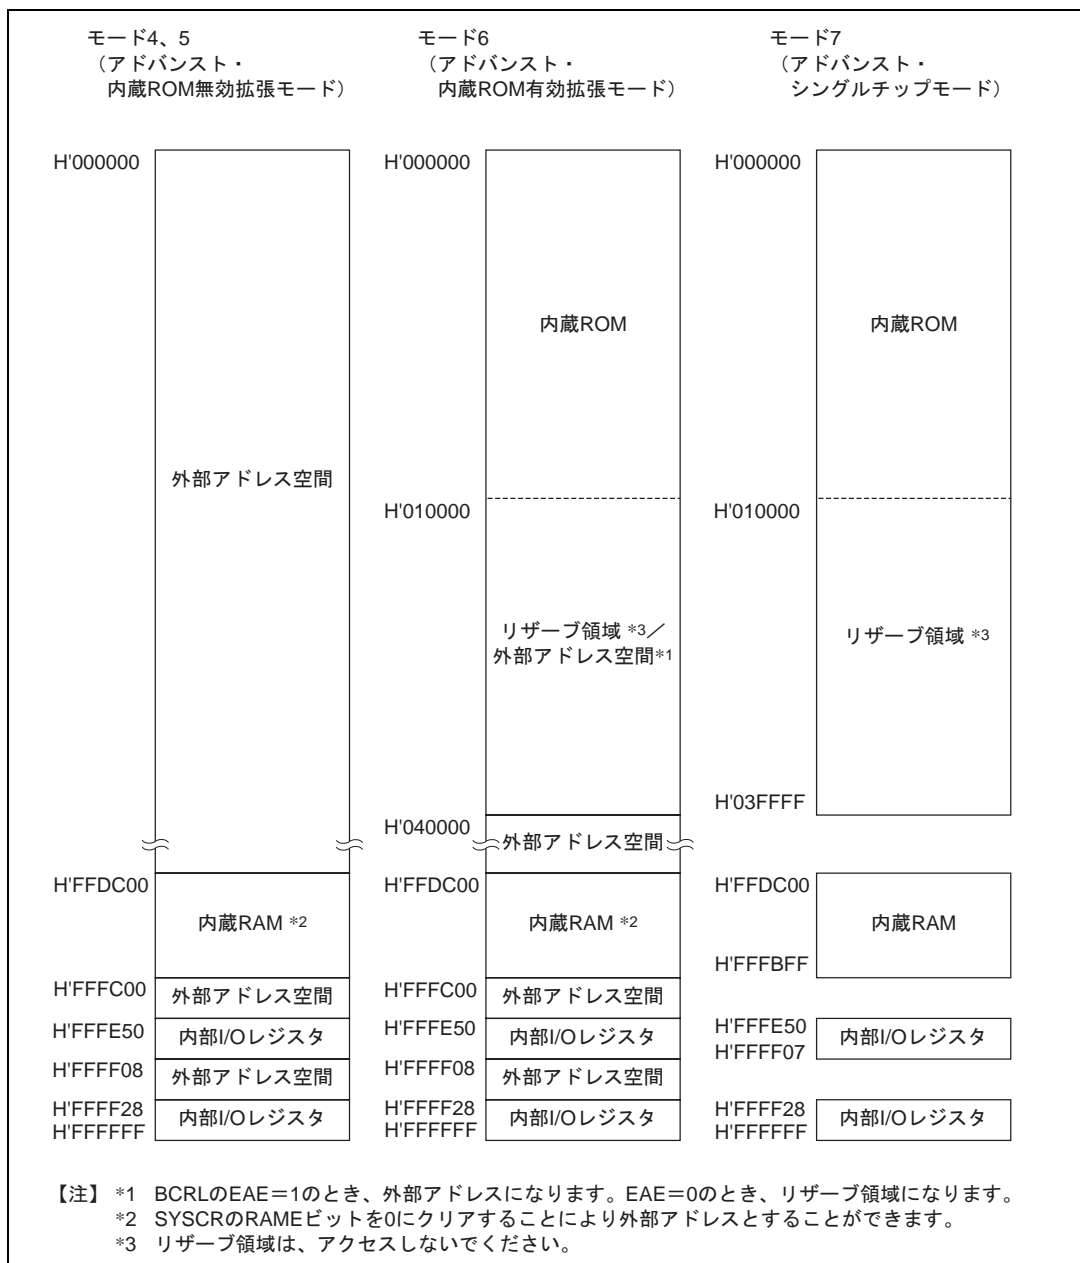 モード4、5
（アドバンスト・
内蔵ROM無効拡張モード）
H'000000
外部アドレス空間
H'FFDC00
内蔵RAM *2
H'FFFC00
外部アドレス空間
H'FFFE50
内部I/Oレジスタ
H'FFFF08
外部アドレス空間
H'FFFF28
内部I/Oレジスタ
H'FFFFFF
モード6
（アドバンスト・
内蔵ROM有効拡張モード）
H'000000
内蔵ROM
H'010000
リザーブ領域 *3／
外部アドレス空間*1
H'040000
外部アドレス空間
H'FFDC00
内蔵RAM *2
H'FFFC00
外部アドレス空間
H'FFFE50
内部I/Oレジスタ
H'FFFF08
外部アドレス空間
H'FFFF28
内部I/Oレジスタ
H'FFFFFF
モード7
（アドバンスト・
シングルチップモード）
H'000000
内蔵ROM
H'010000
リザーブ領域 *3
H'03FFFF
H'FFDC00
内蔵RAM
H'FFFBFF
H'FFFE50
内部I/Oレジスタ
H'FFFF07
H'FFFF28
内部I/Oレジスタ
H'FFFFFF
【注】 *1 BCRLのEAE＝1のとき、外部アドレスになります。EAE＝0のとき、リザーブ領域になります。
*2 SYSCRのRAMEビットを0にクリアすることにより外部アドレスとすることができます。
*3 リザーブ領域は、アクセスしないでください。